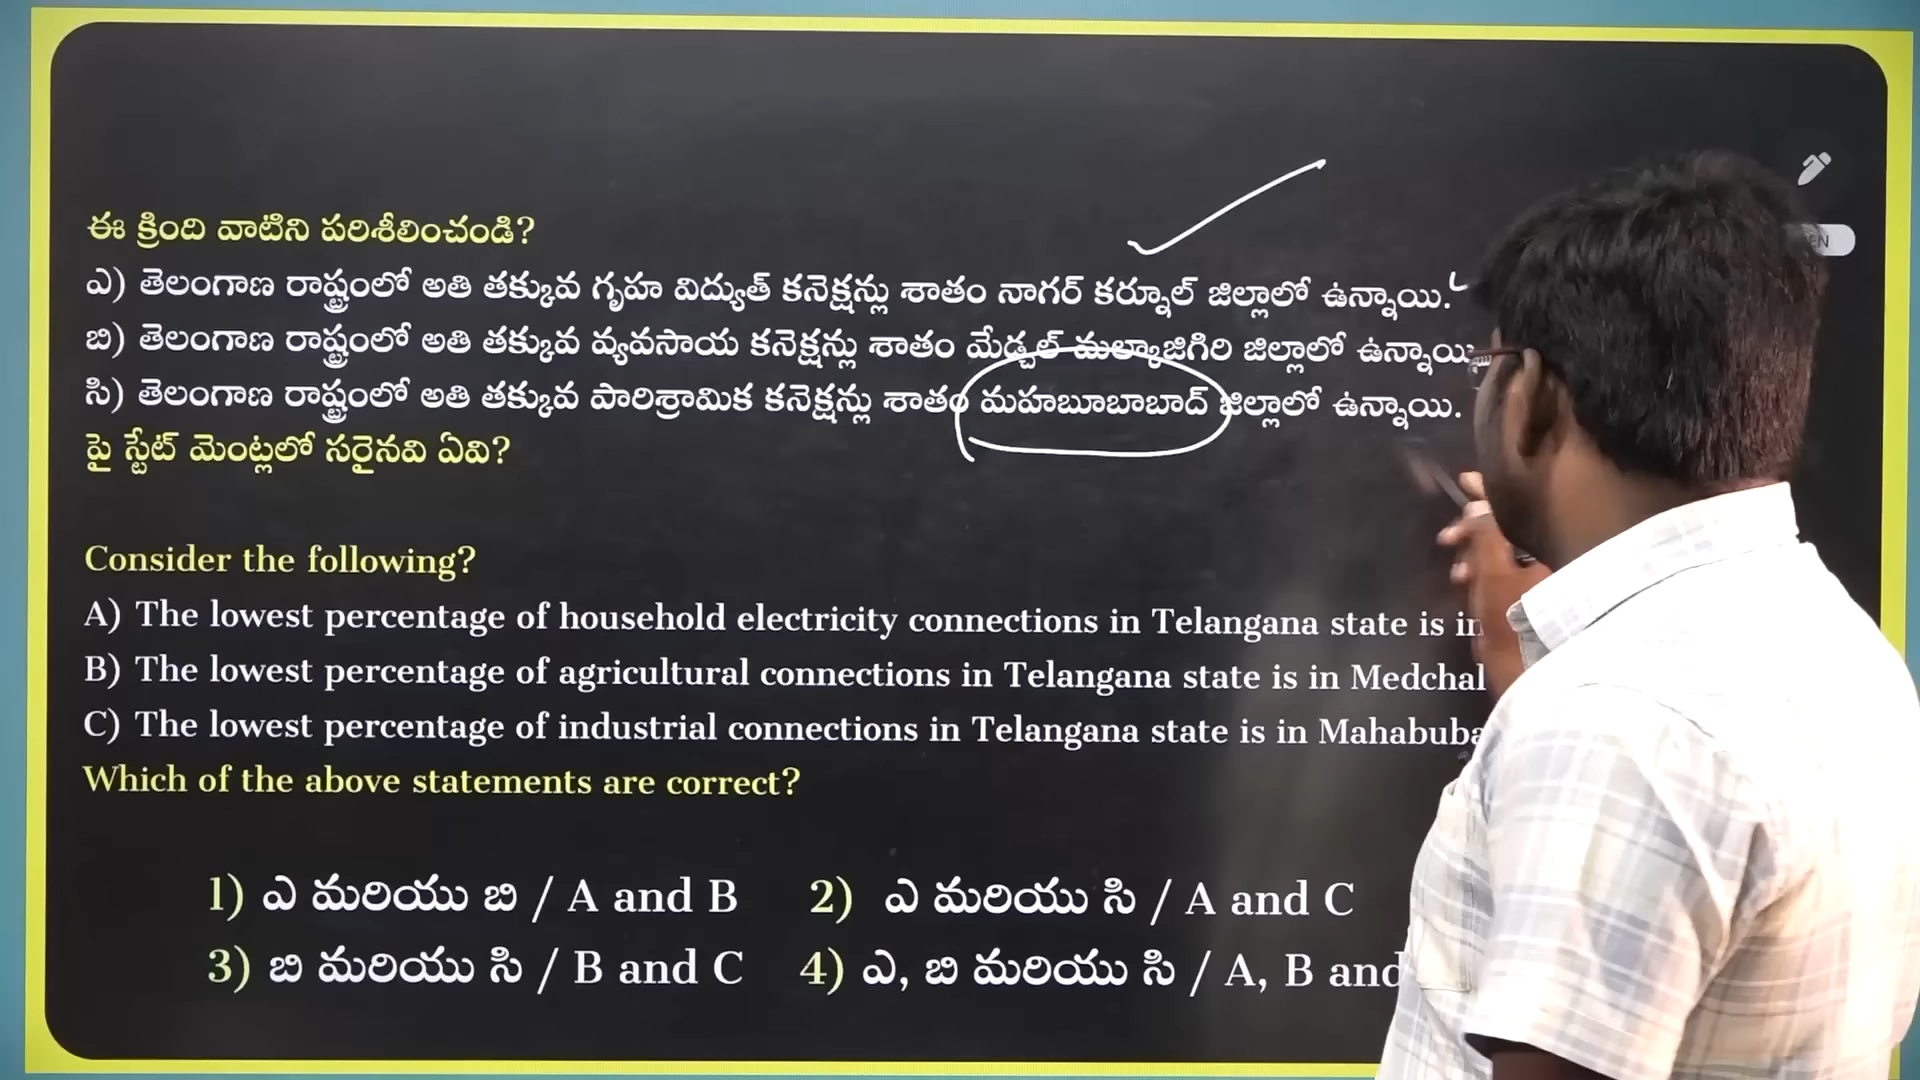 ఈ క్రింది వాటిని పరిశీలించండి?
ఎ) తెలంగాణ రాష్ట్రంలో అతి తక్కువ గృహ విద్యుత్ కనెక్షన్లు శాతం నాగర్ కర్నూల్ జిల్లాలో ఉన్నాయి.
బి) తెలంగాణ రాష్ట్రంలో అతి తక్కువ వ్యవసాయ కనెక్షన్లు శాతం మేడ్చల్ మల్కాజిగిరి జిల్లాలో ఉన్నాయి
సి) తెలంగాణ రాష్ట్రంలో అతి తక్కువ పారిశ్రామిక కనెక్షన్లు శాతం మహబూబాబాద్ జిల్లాలో ఉన్నాయి.
పై స్టేట్ మెంట్లలో సరైనవి ఏవి?
Consider the following?
A) The lowest percentage of household electricity connections in Telangana state is in
B) The lowest percentage of agricultural connections in Telangana state is in Medchal
C) The lowest percentage of industrial connections in Telangana state is in
Which of the above statements are correct?
1) ఎ మరియు బి / A and B 2) ఎ మరియు సి / A and C
3) బి మరియు సి / B and C 4) ఎ, బి మరియు సి / A, B and